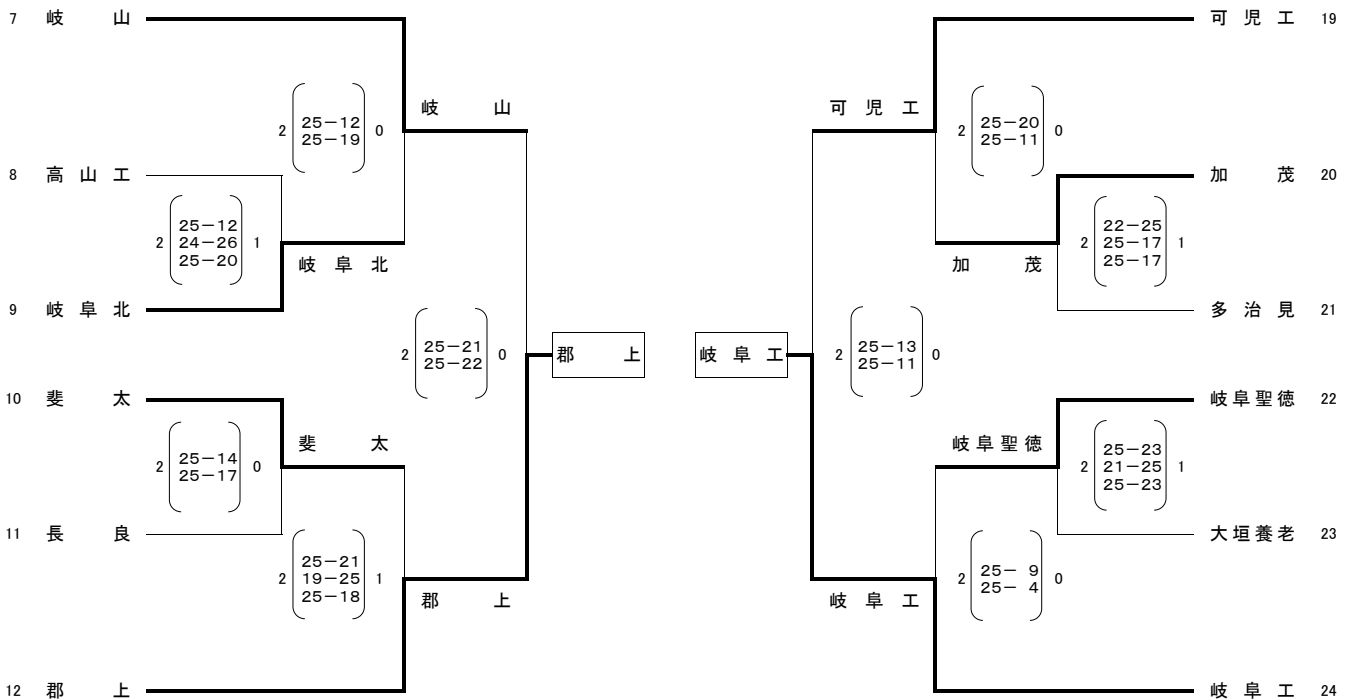 7 岐山
可児工 19
岐山
可児工
2 25-12 0
25-19
2 25-20 0
25-11
8 高山工
加茂 20
2 25-12 1
24-26
25-20
2 22-25 1
25-17
25-17
岐阜北
加茂
9 岐阜北
多治見 21
2 25-21 0
25-22
郡上
岐阜工
2 25-13 0
25-11
10 斐太
岐阜聖徳 22
斐太
岐阜聖徳
2 25-14 0
25-17
2 25-23 1
21-25
25-23
11 長良
大垣養老 23
2 25-21 1
19-25
25-18
2 25- 9 0
25- 4
郡上
岐阜工
12 郡上
岐阜工 24